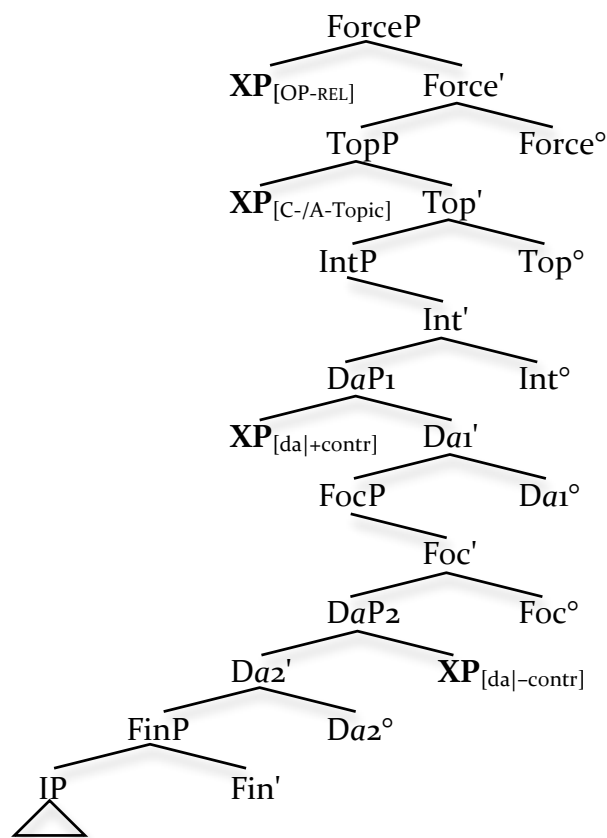 ForceP
XP[OP-REL] Force'
TopP Force°
XP[C-/A-Topic] Top'
IntP Top°
Int'
DaP1 Int°
XP[da|+contr] Da1'
FocP Da1°
Foc'
DaP2 Foc°
Da2' XP[da|–contr]
FinP Da2°
IP Fin'